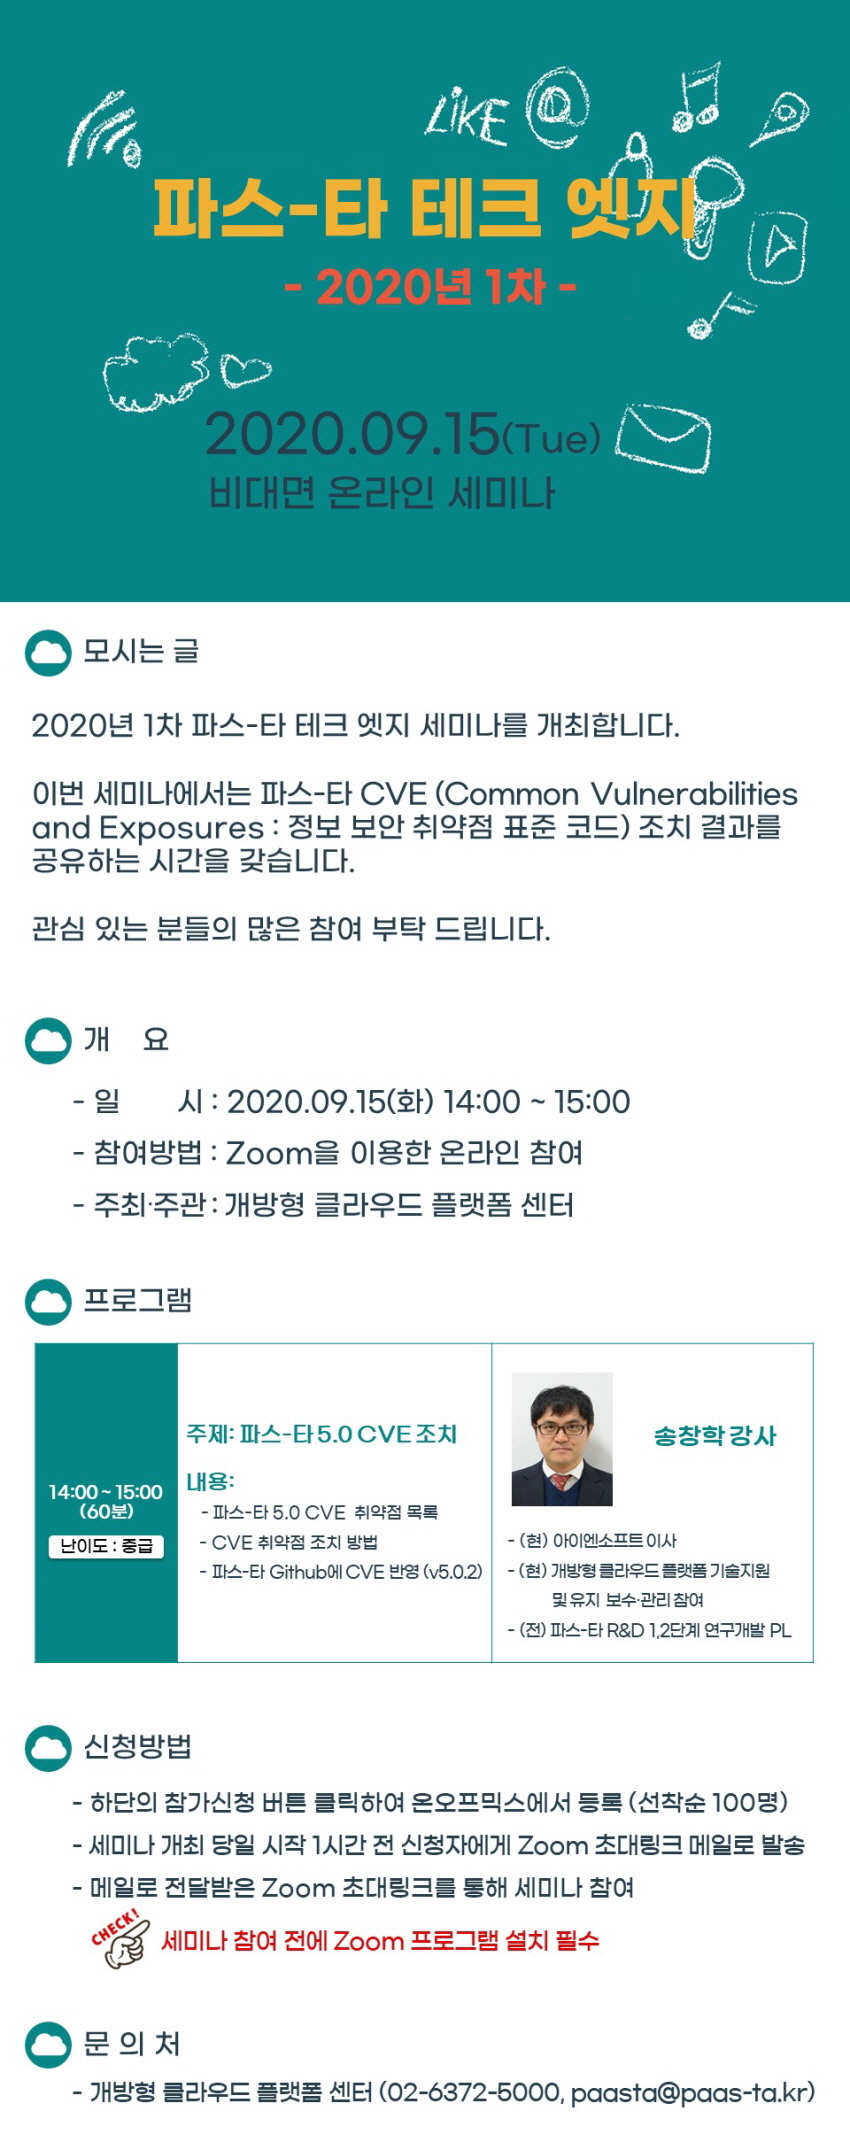 LIKE
파스-타 테크 엣지
- 2020년 1차 -
2020.09.15(Tue)
비대면 온라인 세미나
모시는 글
2020년 1차 파스-타 테크 엣지 세미나를 개최합니다.
이번 세미나에서는 파스-타 CVE (Common Vulnerabilities
and Exposures : 정보 보안 취약점 표준 코드) 조치 결과를
공유하는 시간을 갖습니다.
관심 있는 분들의 많은 참여 부탁 드립니다.
개 요
- 일 시 : 2020.09.15(화) 14:00 ~ 15:00
- 참여방법 : Zoom을 이용한 온라인 참여
- 주최·주관 : 개방형 클라우드 플랫폼 센터
프로그램
14:00 ~ 15:00
(60분)
난이도 : 중급
주제: 파스-타 5.0 CVE 조치
내용:
- 파스-타 5.0 CVE 취약점 목록
- CVE 취약점 조치 방법
- 파스-타 Github에 CVE 반영 (v5.0.2)
송창학 강사
- (현) 아이엔소프트 이사
- (현) 개방형 클라우드 플랫폼 기술지원
및 유지 보수·관리 참여
- (전) 파스-타 R&D 1,2단계 연구개발 PL
신청방법
- 하단의 참가신청 버튼 클릭하여 온오프믹스에서 등록 (선착순 100명)
- 세미나 개최 당일 시작 1시간 전 신청자에게 Zoom 초대링크 메일로 발송
- 메일로 전달받은 Zoom 초대링크를 통해 세미나 참여
CHECK!
세미나 참여 전에 Zoom 프로그램 설치 필수
문 의 처
- 개방형 클라우드 플랫폼 센터 (02-6372-5000, paasta@paas-ta.kr)